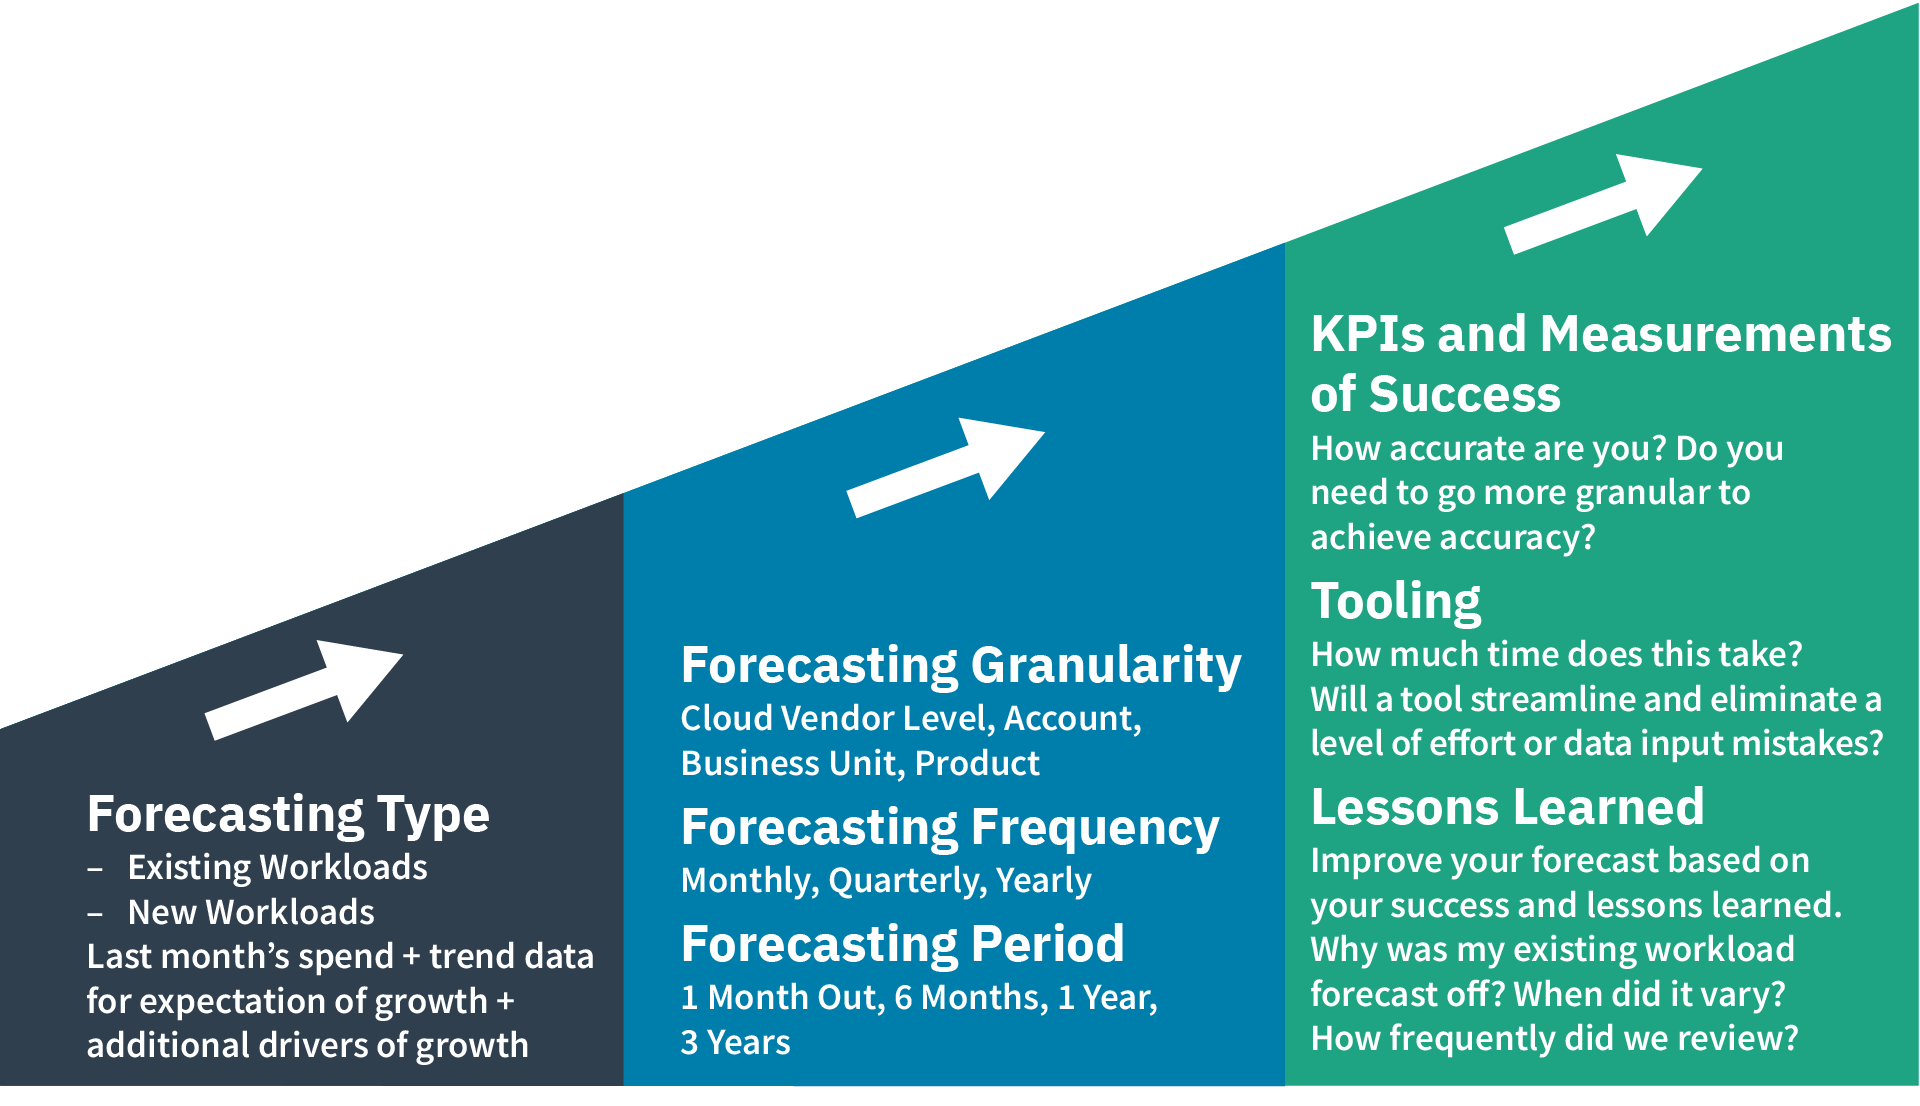 Forecasting Type
– Existing Workloads
– New Workloads
Last month’s spend + trend data
for expectation of growth +
additional drivers of growth
Forecasting Granularity
Cloud Vendor Level, Account,
Business Unit, Product
Forecasting Frequency
Monthly, Quarterly, Yearly
Forecasting Period
1 Month Out, 6 Months, 1 Year,
3 Years
KPIs and Measurements
of Success
How accurate are you? Do you
need to go more granular to
achieve accuracy?
Tooling
How much time does this take?
Will a tool streamline and eliminate a
level of effort or data input mistakes?
Lessons Learned
Improve your forecast based on
your success and lessons learned.
Why was my existing workload
forecast off? When did it vary?
How frequently did we review?